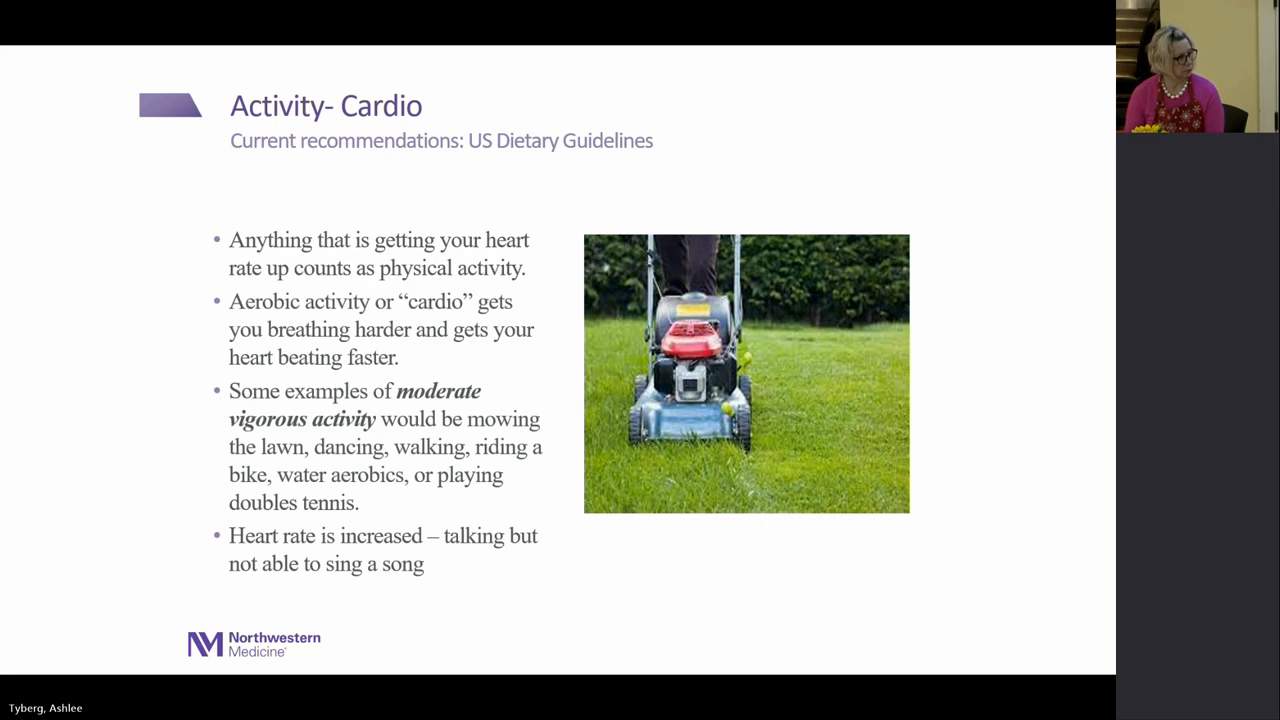 Activity- Cardio
Current recommendations: US Dietary Guidelines
• Anything that is getting your heart
rate up counts as physical activity.
• Aerobic activity or “cardio” gets
you breathing harder and gets your
heart beating faster.
• Some examples of moderate
vigorous activity would be mowing
the lawn, dancing, walking, riding a
bike, water aerobics, or playing
doubles tennis.
• Heart rate is increased – talking but
not able to sing a song
Northwestern
Medicine®
Tyberg, Ashlee